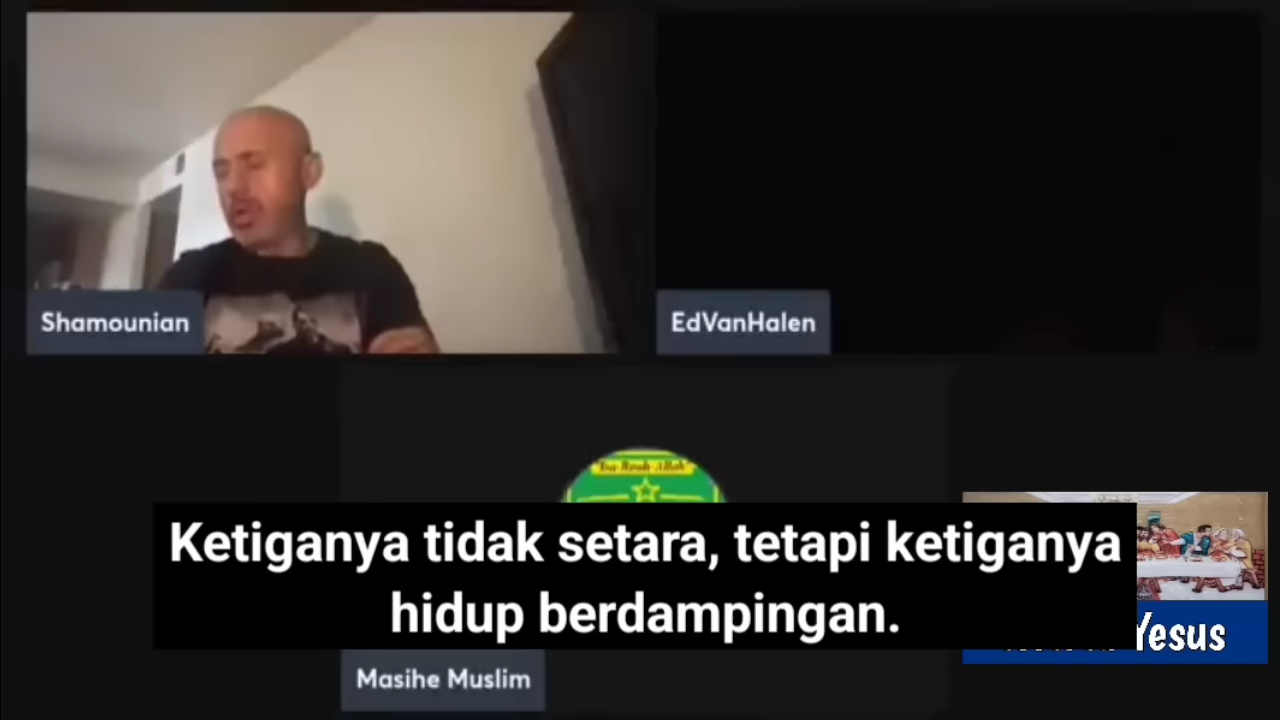 Shamounian
EdVanHalen
Ketiganya tidak setara, tetapi ketiganya
hidup berdampingan.
Yesus
Masihe Muslim